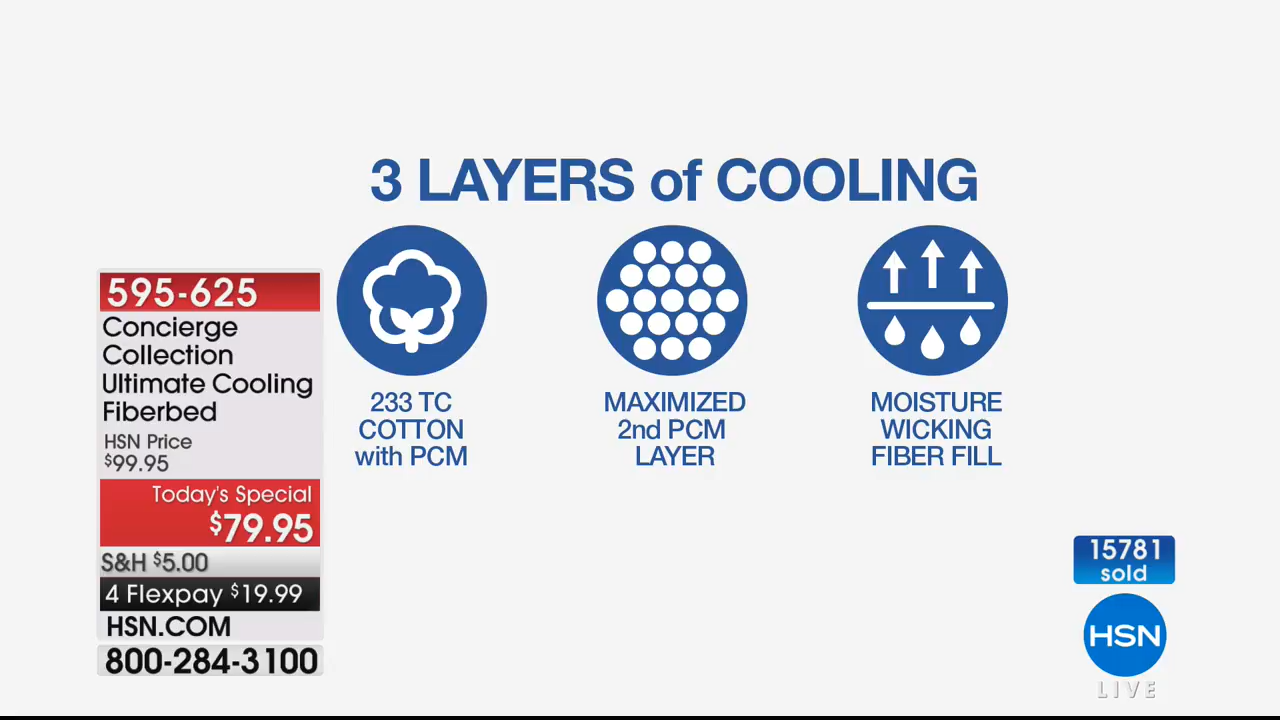 3 LAYERS of COOLING
595-625
Concierge
Collection
Ultimate Cooling
Fiberbed
HSN Price
$99.95
Today's Special
$79.95
S&H $5.00
4 Flexpay $19.99
HSN.COM
800-284-3100
233 TC
COTTON
with PCM
MAXIMIZED
2nd PCM
LAYER
MOISTURE
WICKING
FIBER FILL
15781
sold
HSN
LIVE